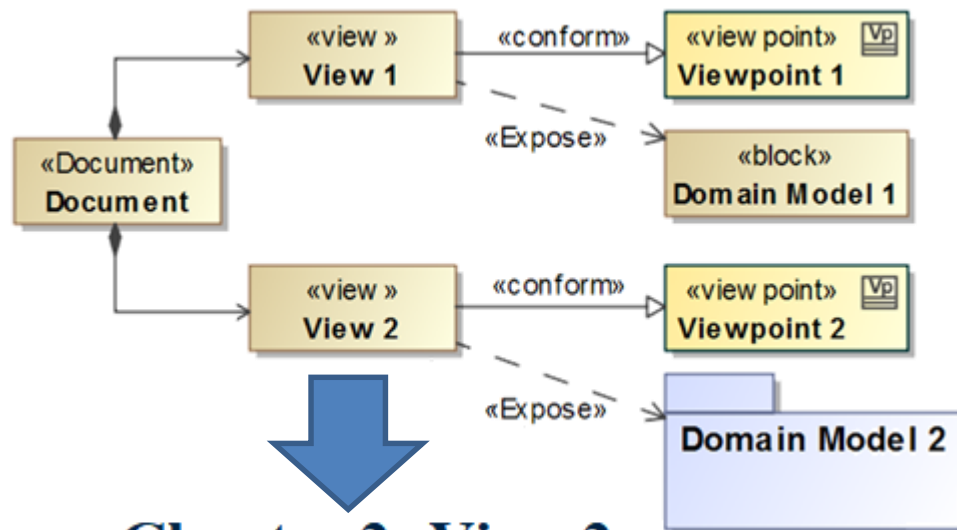 «view »
View 1
«conform»
«view point»
Vp
Viewpoint 1
«Expose»
«block»
Domain Model 1
«Document»
Document
«view »
View 2
«conform»
«view point»
Vp
Viewpoint 2
«Expose»
Domain Model 2